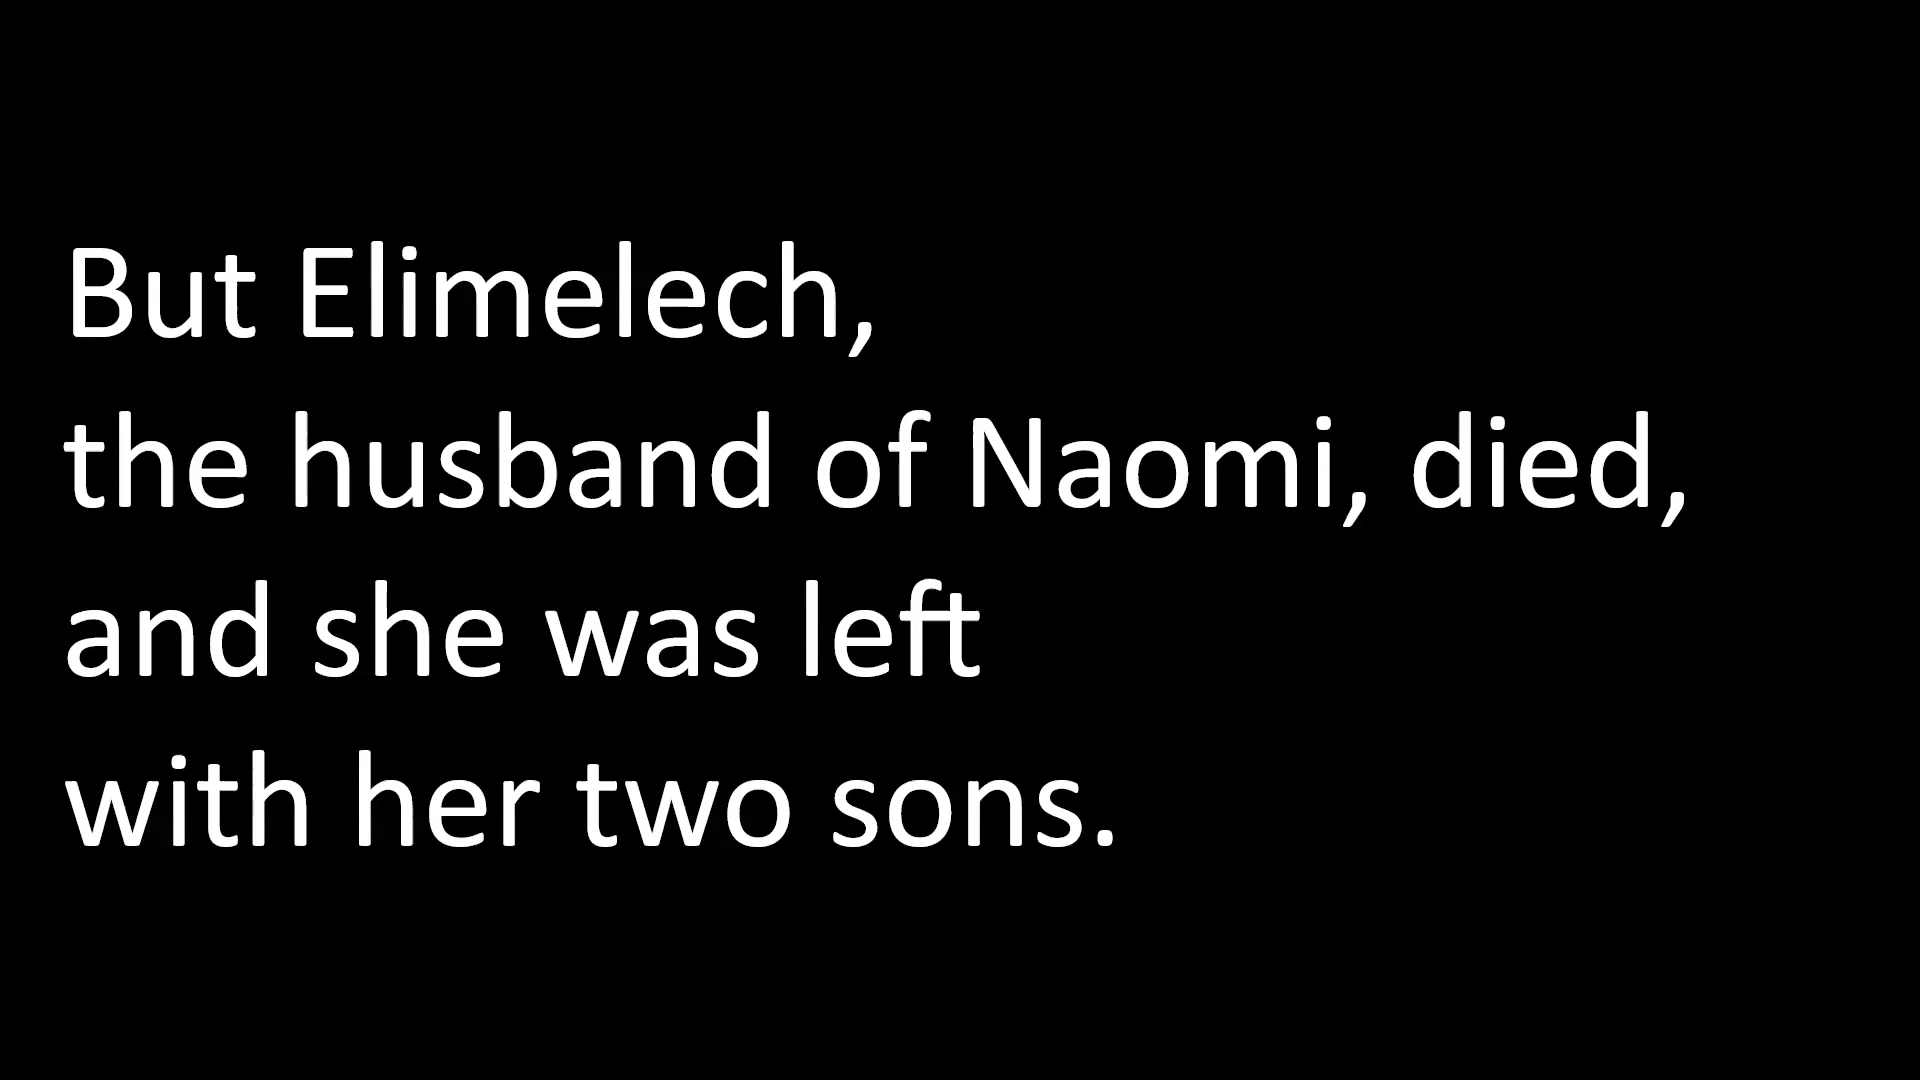 But Elimelech,
the husband of Naomi, died,
and she was left
with her two sons.